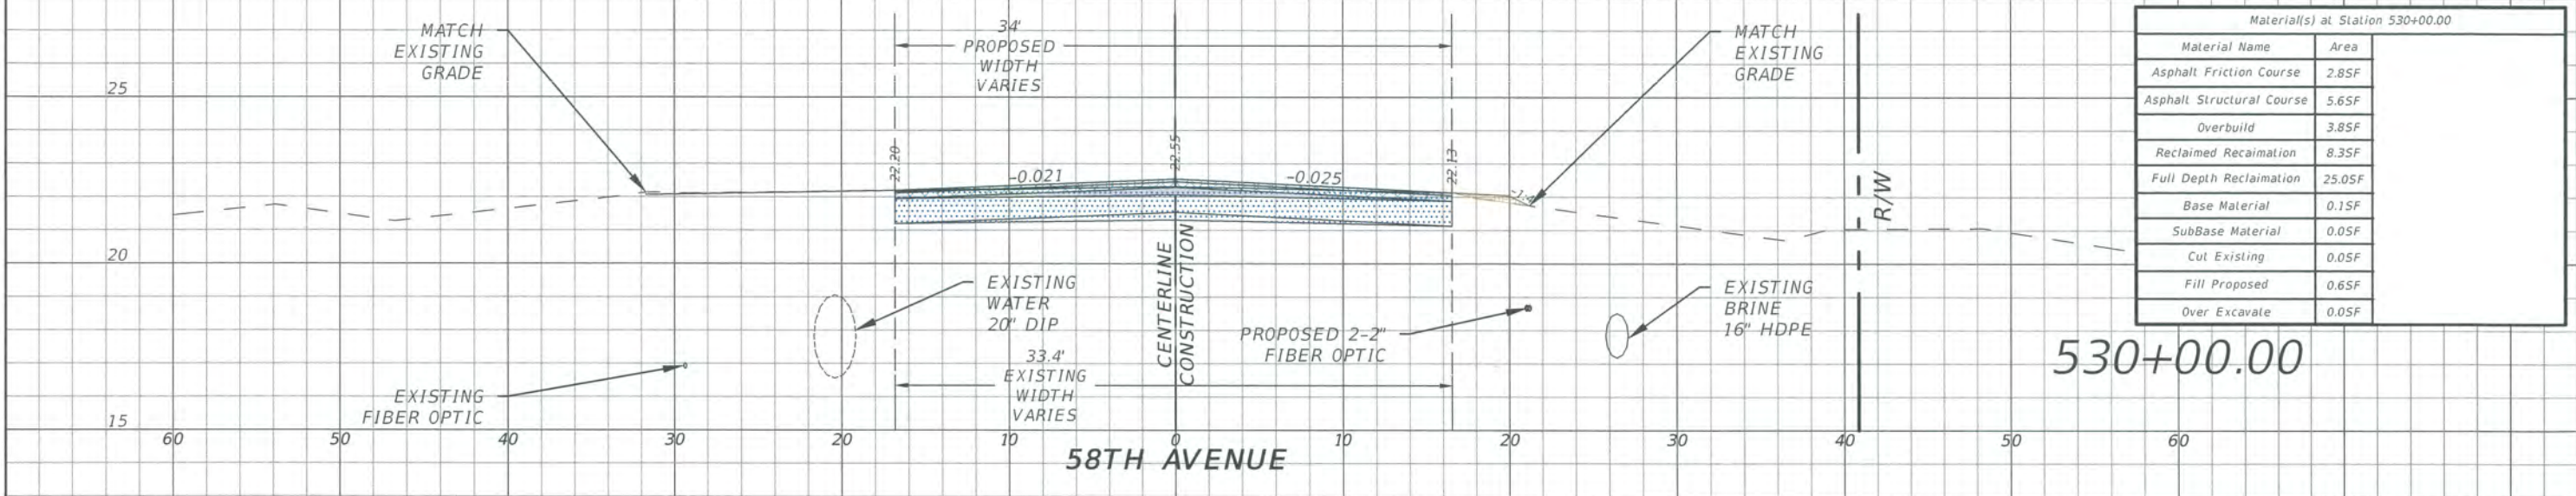 MATCH
EXISTING
GRADE
34'
PROPOSED
WIDTH
VARIES
MATCH
EXISTING
GRADE
Material(s) at Station 530+00.00
Material Name Area
Asphalt Friction Course 2.8SF
Asphalt Structural Course 5.6SF
Overbuild 3.8SF
Reclaimed Recaimation 8.3SF
Full Depth Reclaimation 25.0SF
Base Material 0.1SF
SubBase Material 0.0SF
Cut Existing 0.0SF
Fill Proposed 0.6SF
Over Excavate 0.0SF
25
22.20
22.55
22.13
-0.021
-0.025
-1:4
R/W
20
EXISTING
WATER
20" DIP
CENTERLINE
CONSTRUCTION
PROPOSED 2-2"
FIBER OPTIC
EXISTING
BRINE
16" HDPE
530+00.00
33.4'
EXISTING
WIDTH
VARIES
EXISTING
FIBER OPTIC
15
60 50 40 30 20 10 0 10 20 30 40 50 60
58TH AVENUE